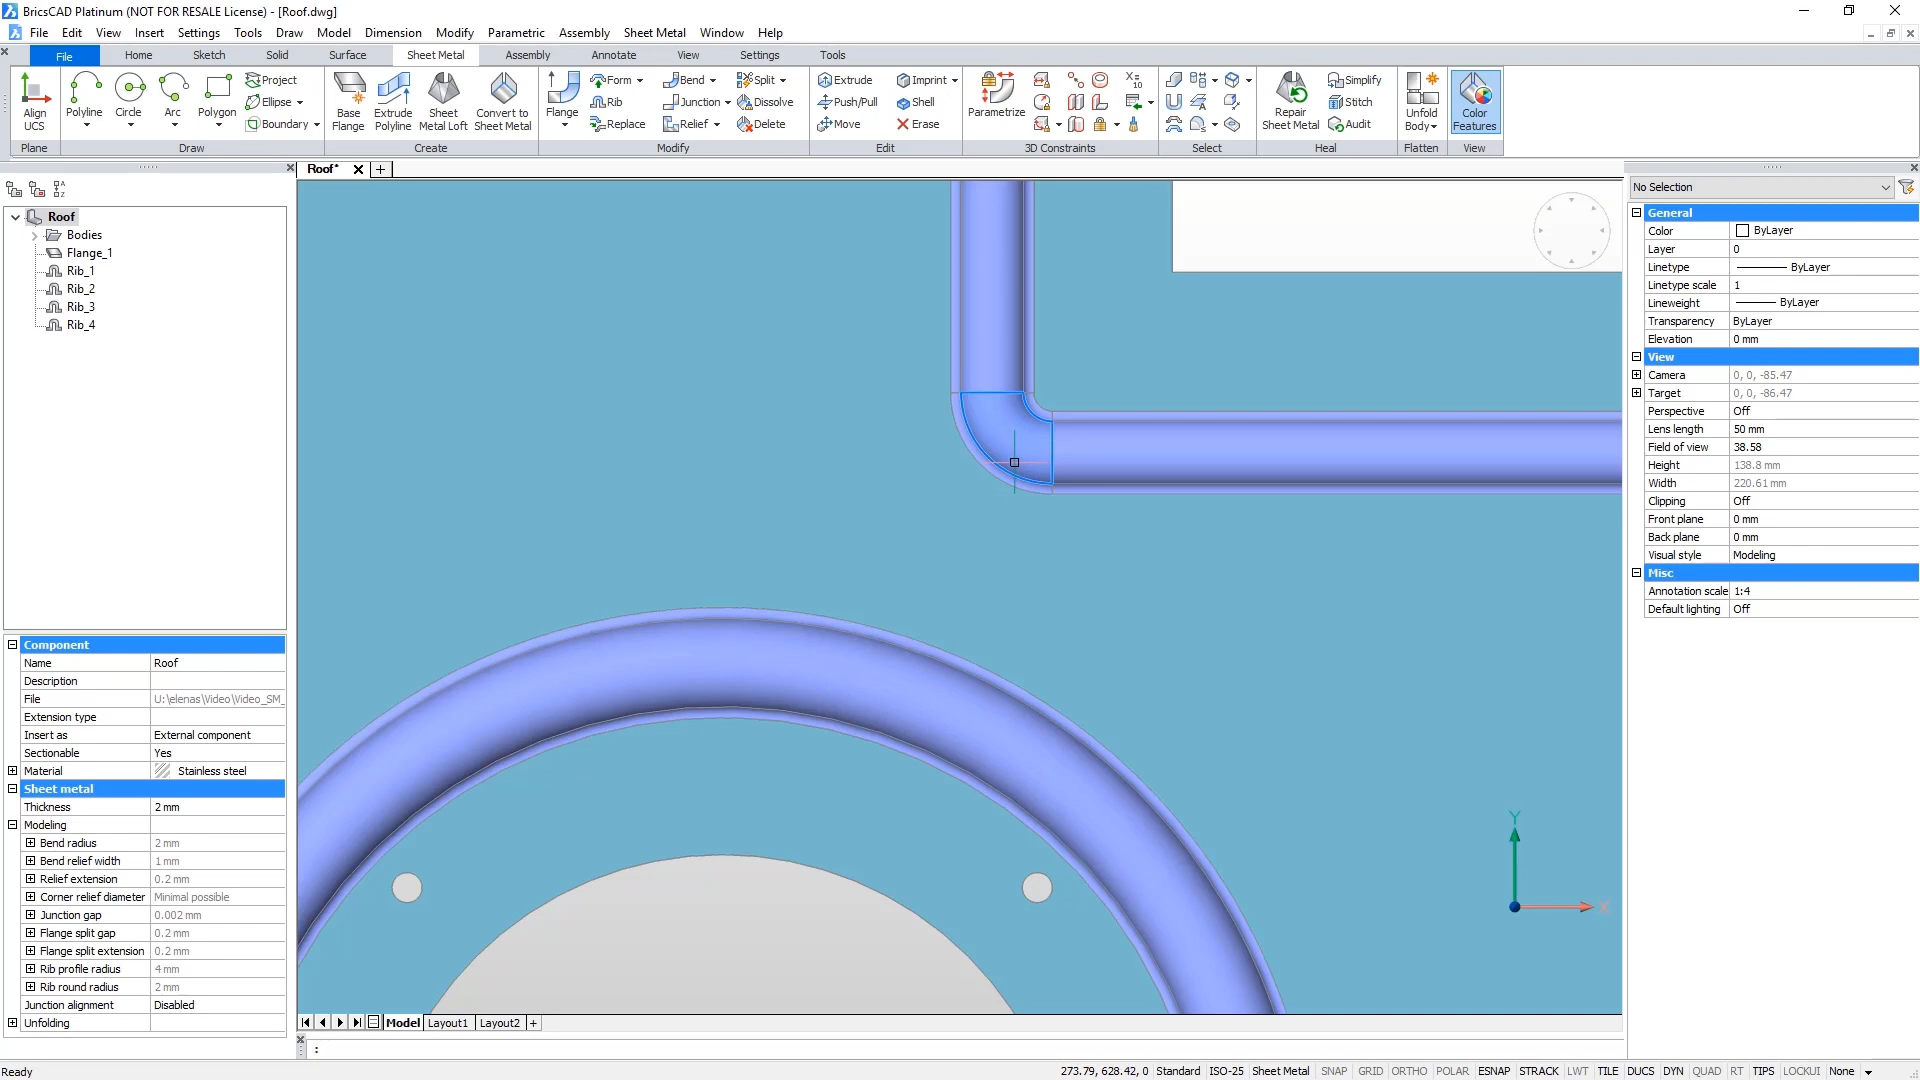 BricsCAD Platinum (NOT FOR RESALE License) - [Roof.dwg]
File Edit View Insert Settings Tools Draw Model Dimension Modify Parametric Assembly Sheet Metal Window Help
File Home Sketch Solid Surface Sheet Metal Assembly Annotate View Settings Tools
Align UCS
Polyline
Circle
Arc
Polygon
Project
Ellipse
Boundary
Base Flange
Extrude Polyline
Sheet Metal Loft
Convert to Sheet Metal
Flange
Form
Rib
Replace
Bend
Junction
Relief
Split
Dissolve
Delete
Extrude
Push/Pull
Move
Imprint
Shell
Erase
Parametrize
X=
10
Repair Sheet Metal
Simplify
Stitch
Audit
Unfold Body
Color Features
Plane Draw Create Modify Edit 3D Constraints Select Heal Flatten View
Roof*
Roof
Bodies
Flange_1
Rib_1
Rib_2
Rib_3
Rib_4
Component
Name Roof
Description
File U:\elenas\Video\Video_SM_
Extension type
Insert as External component
Sectionable Yes
Material Stainless steel
Sheet metal
Thickness 2 mm
Modeling
Bend radius 2 mm
Bend relief width 1 mm
Relief extension 0.2 mm
Corner relief diameter Minimal possible
Junction gap 0.002 mm
Flange split gap 0.2 mm
Flange split extension 0.2 mm
Rib profile radius 4 mm
Rib round radius 2 mm
Junction alignment Disabled
Unfolding
Y
X
No Selection
General
Color ByLayer
Layer 0
Linetype ByLayer
Linetype scale 1
Lineweight ByLayer
Transparency ByLayer
Elevation 0 mm
View
Camera 0, 0, -85.47
Target 0, 0, -86.47
Perspective Off
Lens length 50 mm
Field of view 38.58
Height 138.8 mm
Width 220.61 mm
Clipping Off
Front plane 0 mm
Back plane 0 mm
Visual style Modeling
Misc
Annotation scale 1:4
Default lighting Off
Model Layout1 Layout2 +
:
Ready
273.79, 628.42, 0 Standard ISO-25 Sheet Metal SNAP GRID ORTHO POLAR ESNAP STRACK LWT TILE DUCS DYN QUAD RT TIPS LOCKUI None